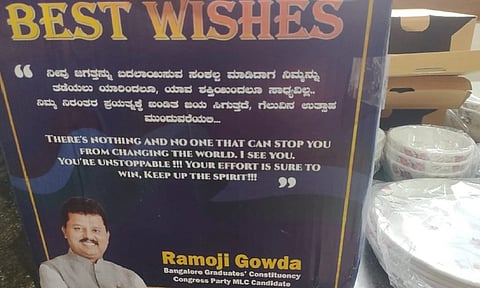 BEST WISHES
“ ನೀವು ಜಗತ್ತನ್ನು ಬದಲಾಯಿಸುವ ಸಂಕಲ್ಪ ಮಾಡಿದಾಗ ನಿಮ್ಮನ್ನು
ತಡೆಯಲು ಯಾರಿಂದಲೂ, ಯಾವ ಶಕ್ತಿಯಿಂದಲೂ ಸಾಧ್ಯವಿಲ್ಲ..
ನಿಮ್ಮ ನಿರಂತರ ಪ್ರಯತ್ನಕ್ಕೆ ಖಂಡಿತ ಜಯ ಸಿಗುತ್ತದೆ, ಗೆಲುವಿನ ಉತ್ಸಾಹ
ಮುಂದುವರೆಯಲಿ...
THERE'S NOTHING AND NO ONE THAT CAN STOP YOU
FROM CHANGING THE WORLD. I SEE YOU.
YOU'RE UNSTOPPABLE !!! YOUR EFFORT IS SURE TO
WIN, KEEP UP THE SPIRIT!!! ”
Ramoji Gowda
Bangalore Graduates' Constituency
Congress Party MLC Candidate